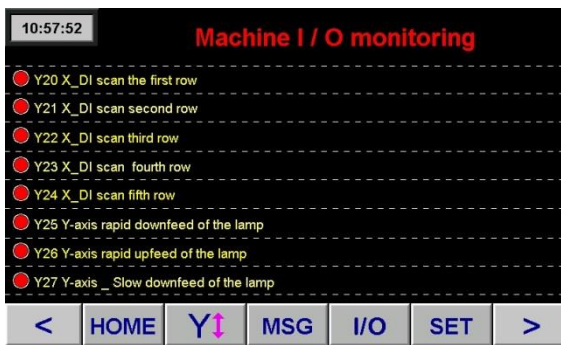 10:57:52
Machine I / O monitoring
Y20 X_DI scan the first row
Y21 X_DI scan second row
Y22 X_DI scan third row
Y23 X_DI scan  fourth row
Y24 X_DI scan fifth row
Y25 Y-axis rapid downfeed of the lamp
Y26 Y-axis rapid upfeed of the lamp
Y27 Y-axis _ Slow downfeed of the lamp
< HOME Y MSG I/O SET >